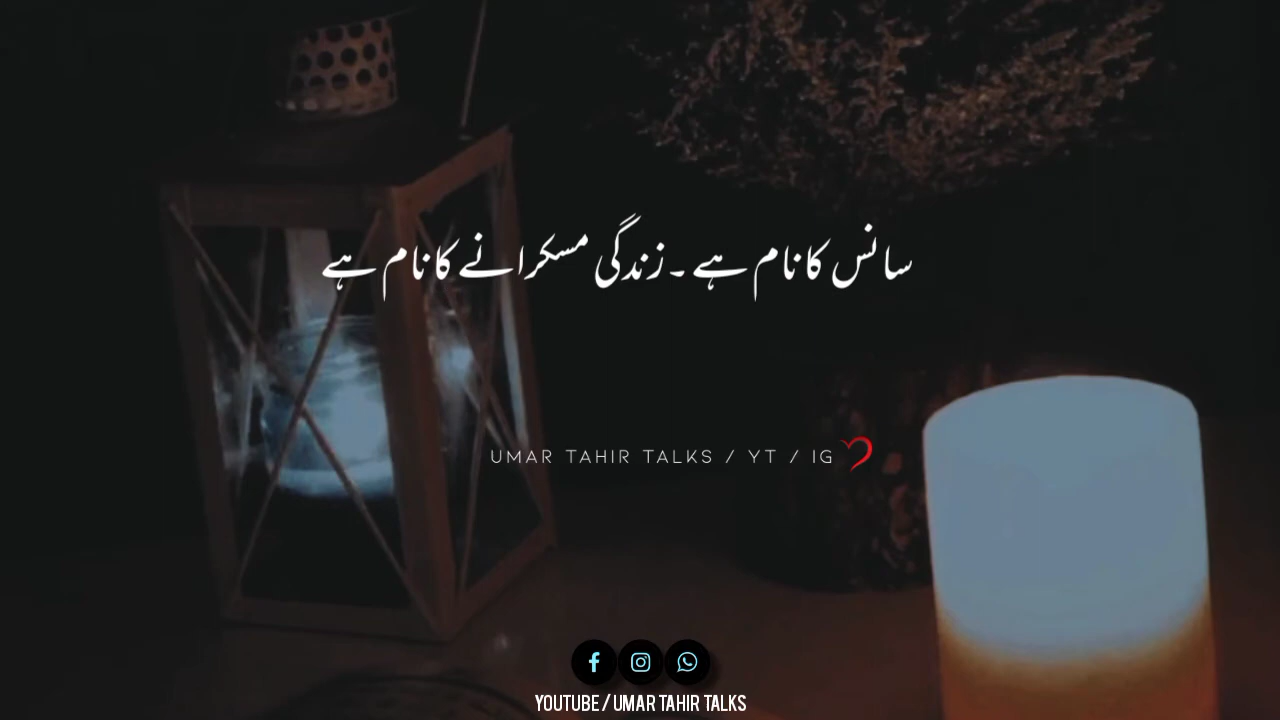 سانس کا نام ہے ۔ زندگی مسکرانے کا نام ہے
UMAR TAHIR TALKS / YT / IG
YOUTUBE / UMAR TAHIR TALKS